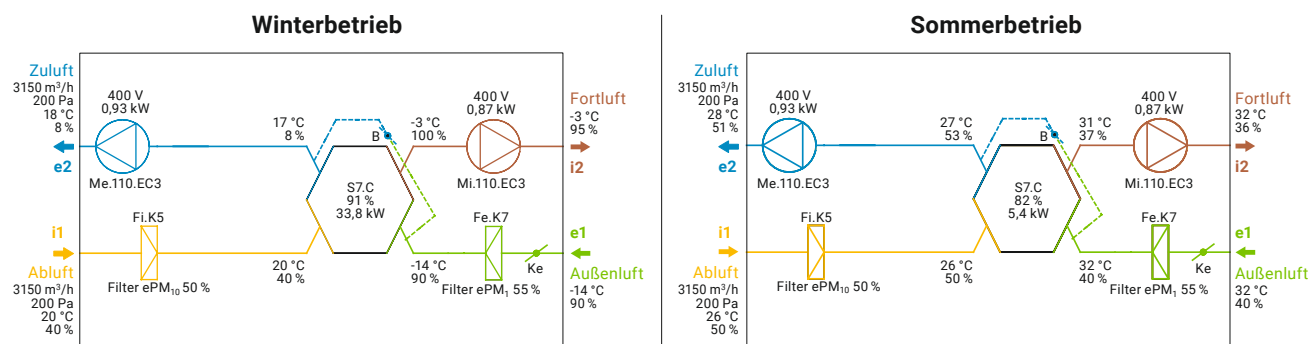 Winterbetrieb
Zuluft
3150 m³/h
200 Pa
18 °C
8 %
e2
400 V
0,93 kW
Me.110.EC3
17 °C
8 %
B
-3 °C
100 %
400 V
0,87 kW
Mi.110.EC3
Fortluft
-3 °C
95 %
i2
S7.C
91 %
33,8 kW
i1
Abluft
3150 m³/h
200 Pa
20 °C
40 %
Fi.K5
Filter ePM₁₀ 50 %
20 °C
40 %
-14 °C
90 %
Fe.K7
Filter ePM₁ 55 %
Ke
e1
Außenluft
-14 °C
90 %
Sommerbetrieb
Zuluft
3150 m³/h
200 Pa
28 °C
51 %
e2
400 V
0,93 kW
Me.110.EC3
27 °C
53 %
B
31 °C
37 %
400 V
0,87 kW
Mi.110.EC3
Fortluft
32 °C
36 %
i2
S7.C
82 %
5,4 kW
i1
Abluft
3150 m³/h
200 Pa
26 °C
50 %
Fi.K5
Filter ePM₁₀ 50 %
26 °C
50 %
32 °C
40 %
Fe.K7
Filter ePM₁ 55 %
Ke
e1
Außenluft
32 °C
40 %